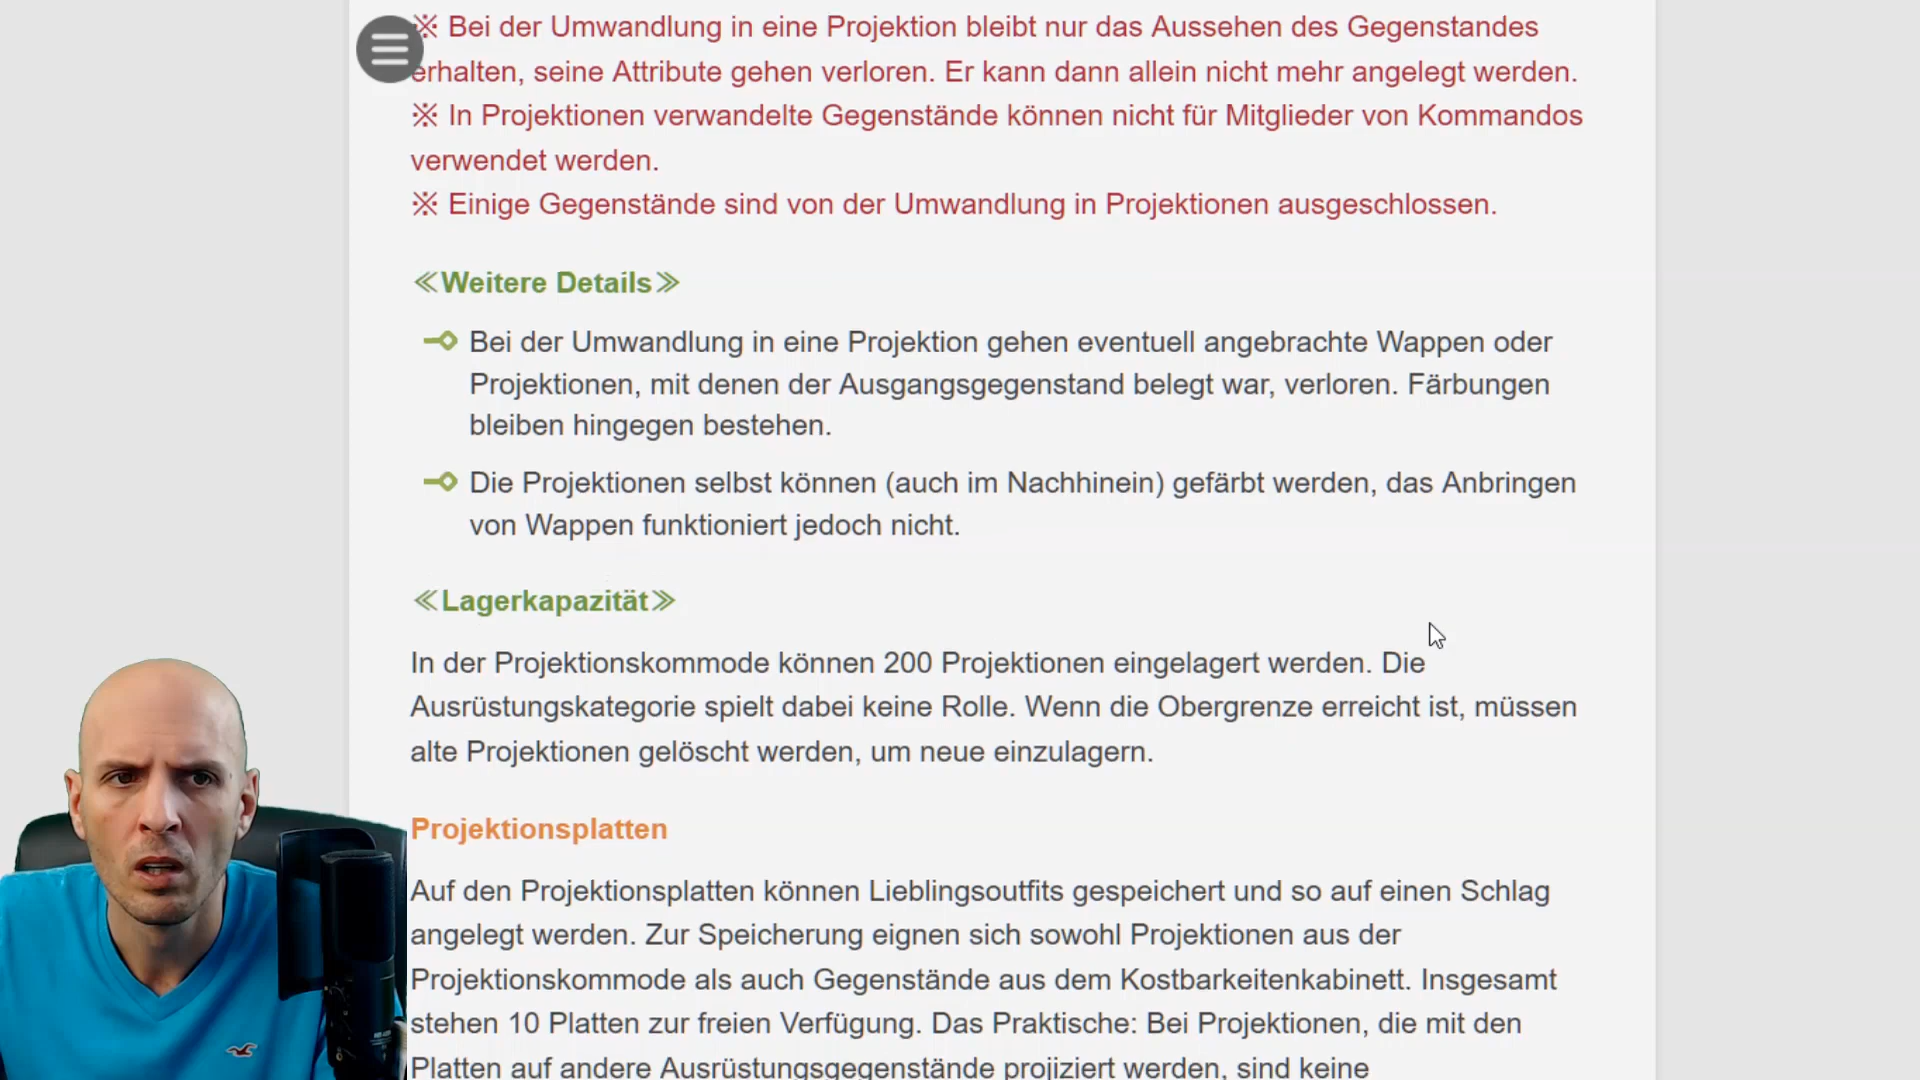 ※ Bei der Umwandlung in eine Projektion bleibt nur das Aussehen des Gegenstandes
erhalten, seine Attribute gehen verloren. Er kann dann allein nicht mehr angelegt werden.
※ In Projektionen verwandelte Gegenstände können nicht für Mitglieder von Kommandos
verwendet werden.
※ Einige Gegenstände sind von der Umwandlung in Projektionen ausgeschlossen.
≪Weitere Details≫
Bei der Umwandlung in eine Projektion gehen eventuell angebrachte Wappen oder
Projektionen, mit denen der Ausgangsgegenstand belegt war, verloren. Färbungen
bleiben hingegen bestehen.
Die Projektionen selbst können (auch im Nachhinein) gefärbt werden, das Anbringen
von Wappen funktioniert jedoch nicht.
≪Lagerkapazität≫
In der Projektionskommode können 200 Projektionen eingelagert werden. Die
Ausrüstungskategorie spielt dabei keine Rolle. Wenn die Obergrenze erreicht ist, müssen
alte Projektionen gelöscht werden, um neue einzulagern.
Projektionsplatten
Auf den Projektionsplatten können Lieblingsoutfits gespeichert und so auf einen Schlag
angelegt werden. Zur Speicherung eignen sich sowohl Projektionen aus der
Projektionskommode als auch Gegenstände aus dem Kostbarkeitenkabinett. Insgesamt
stehen 10 Platten zur freien Verfügung. Das Praktische: Bei Projektionen, die mit den
Platten auf andere Ausrüstungsgegenstände projiziert werden, sind keine